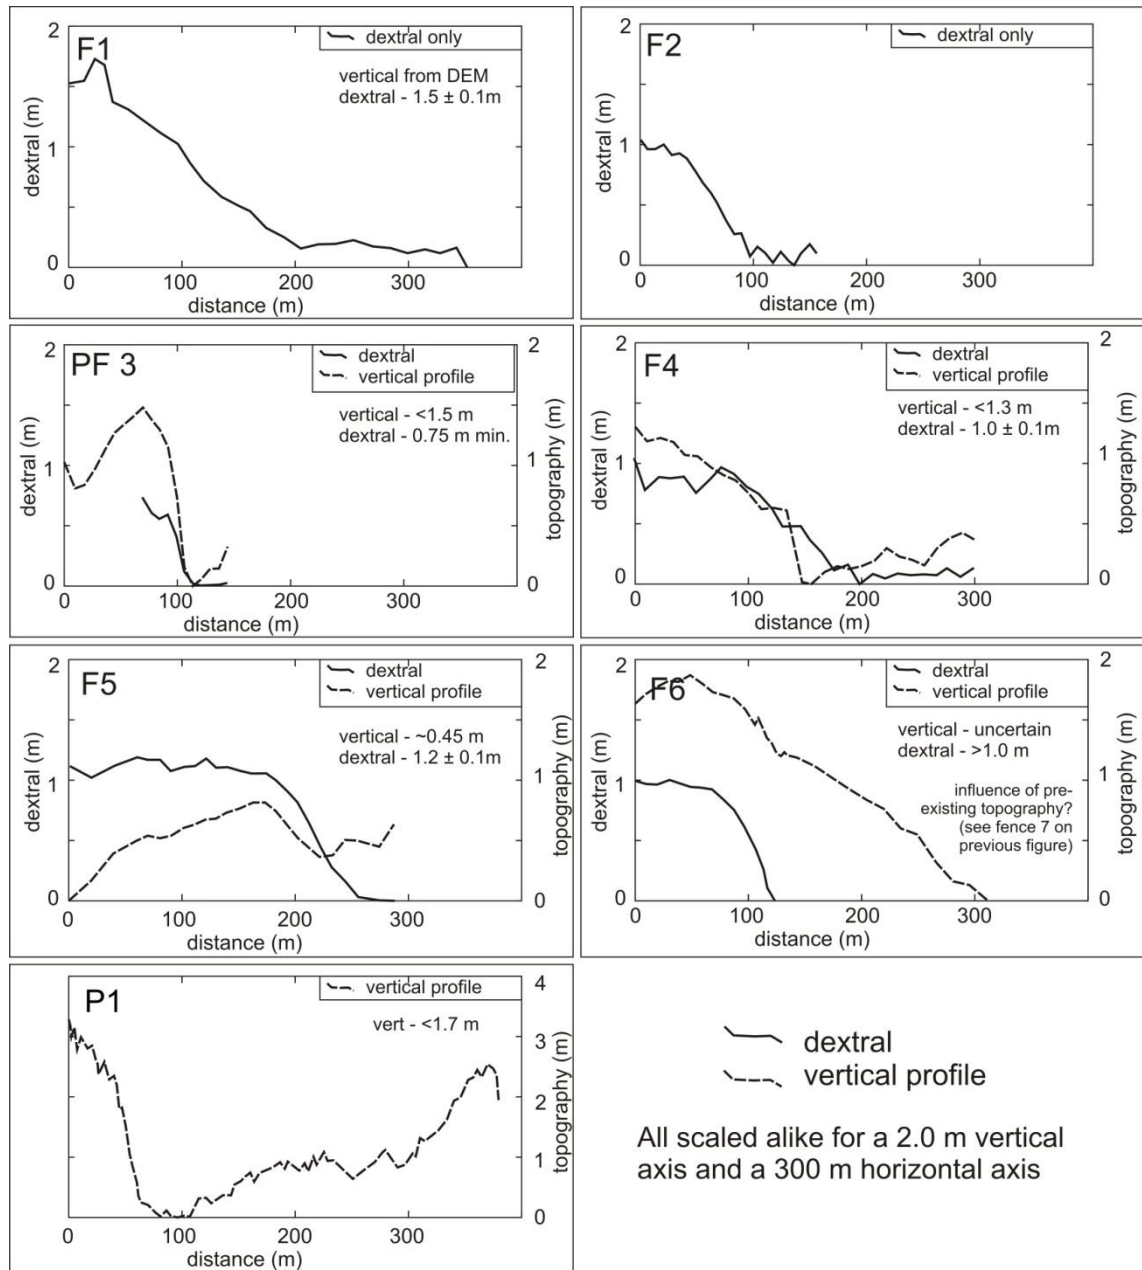 F1
dextral only
vertical from DEM
dextral - 1.5 ± 0.1m
2
1
0
dextral (m)
0 100 200 300
distance (m)
F2
dextral only
2
1
0
dextral (m)
0 100 200 300
distance (m)
PF 3
dextral
vertical profile
vertical - <1.5 m
dextral - 0.75 m min.
2
1
0
dextral (m)
2
1
0
topography (m)
0 100 200 300
distance (m)
F4
dextral
vertical profile
vertical - <1.3 m
dextral - 1.0 ± 0.1m
2
1
0
dextral (m)
2
1
0
topography (m)
0 100 200 300
distance (m)
F5
dextral
vertical profile
vertical - ~0.45 m
dextral - 1.2 ± 0.1m
2
1
0
dextral (m)
2
1
0
topography (m)
0 100 200 300
distance (m)
F6
dextral
vertical profile
vertical - uncertain
dextral - >1.0 m
influence of pre-
existing topography?
(see fence 7 on
previous figure)
2
1
0
dextral (m)
2
1
0
topography (m)
0 100 200 300
distance (m)
P1
vertical profile
vert - <1.7 m
4
3
2
1
0
topography (m)
0 100 200 300
distance (m)
dextral
vertical profile
All scaled alike for a 2.0 m vertical
axis and a 300 m horizontal axis